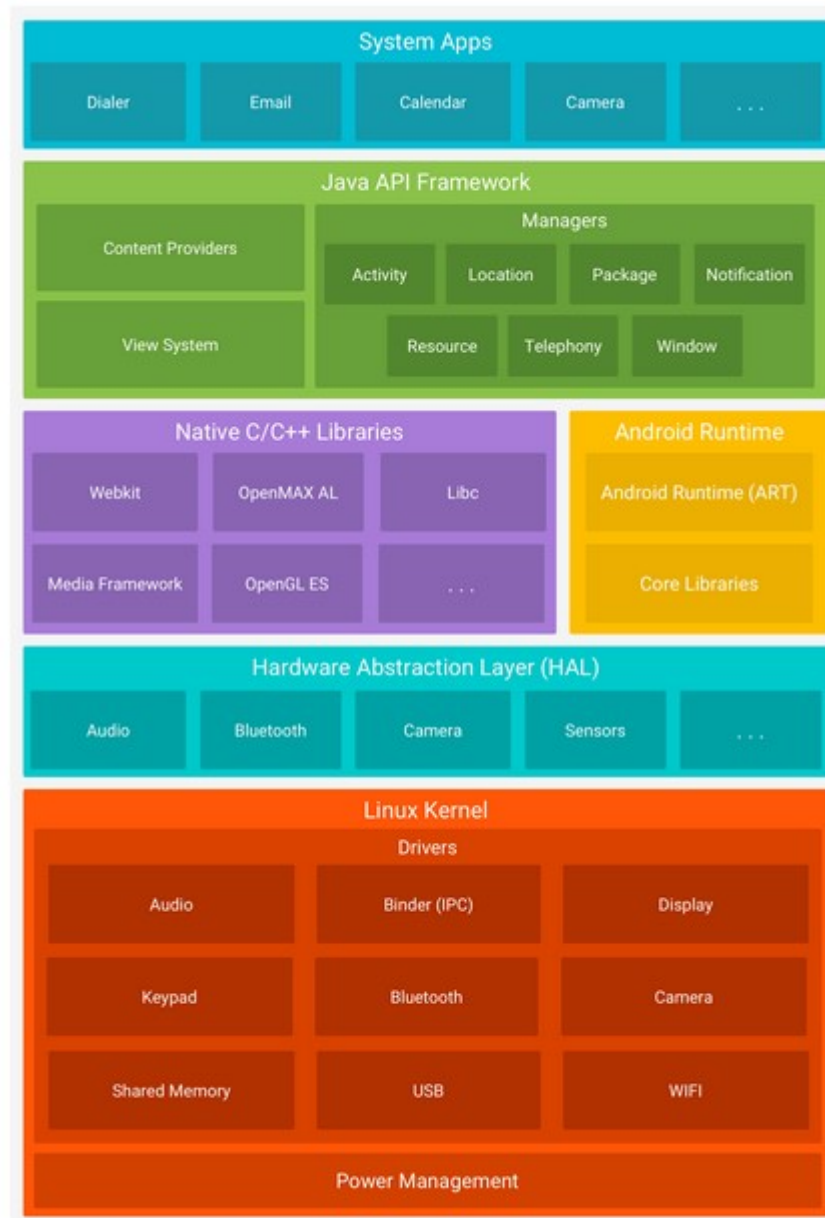 System Apps
Dialer Email Calendar Camera . . .
Java API Framework
Content Providers
View System
Managers
Activity Location Package Notification
Resource Telephony Window
Native C/C++ Libraries
Webkit OpenMAX AL Libc
Media Framework OpenGL ES . . .
Android Runtime
Android Runtime (ART)
Core Libraries
Hardware Abstraction Layer (HAL)
Audio Bluetooth Camera Sensors . . .
Linux Kernel
Drivers
Audio Binder (IPC) Display
Keypad Bluetooth Camera
Shared Memory USB WIFI
Power Management